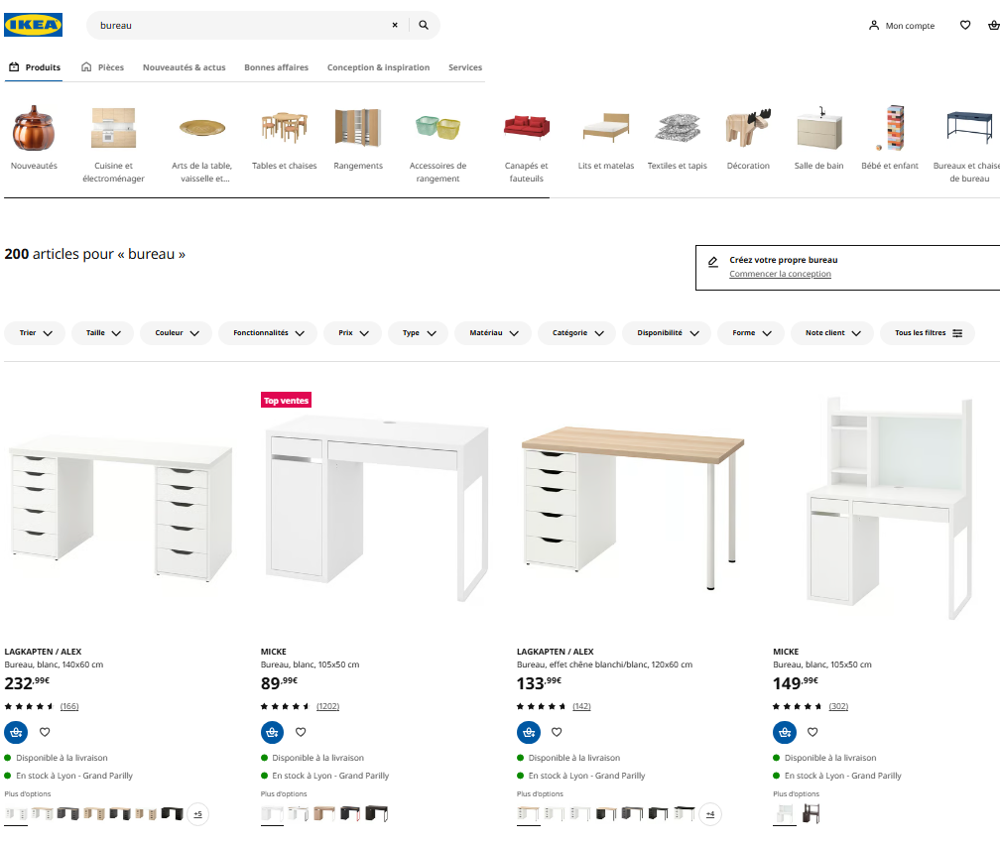 IKEA
bureau
Mon compte
Produits
Pièces
Nouveautés & actus
Bonnes affaires
Conception & inspiration
Services
Nouveautés
Cuisine et
électroménager
Arts de la table,
vaisselle et...
Tables et chaises
Rangements
Accessoires de
rangement
Canapés et
fauteuils
Lits et matelas
Textiles et tapis
Décoration
Salle de bain
Bébé et enfant
Bureaux et chaise
de bureau
200 articles pour « bureau »
Créez votre propre bureau
Commencer la conception
Trier
Taille
Couleur
Fonctionnalités
Prix
Type
Matériau
Catégorie
Disponibilité
Forme
Note client
Tous les filtres
Top ventes
LAGKAPTEN / ALEX
Bureau, blanc, 140x60 cm
232,99€
(166)
Disponible à la livraison
En stock à Lyon - Grand Parilly
Plus d'options
+5
MICKE
Bureau, blanc, 105x50 cm
89,99€
(1202)
Disponible à la livraison
En stock à Lyon - Grand Parilly
Plus d'options
LAGKAPTEN / ALEX
Bureau, effet chêne blanchi/blanc, 120x60 cm
133,99€
(142)
Disponible à la livraison
En stock à Lyon - Grand Parilly
Plus d'options
+4
MICKE
Bureau, blanc, 105x50 cm
149,99€
(302)
Disponible à la livraison
En stock à Lyon - Grand Parilly
Plus d'options